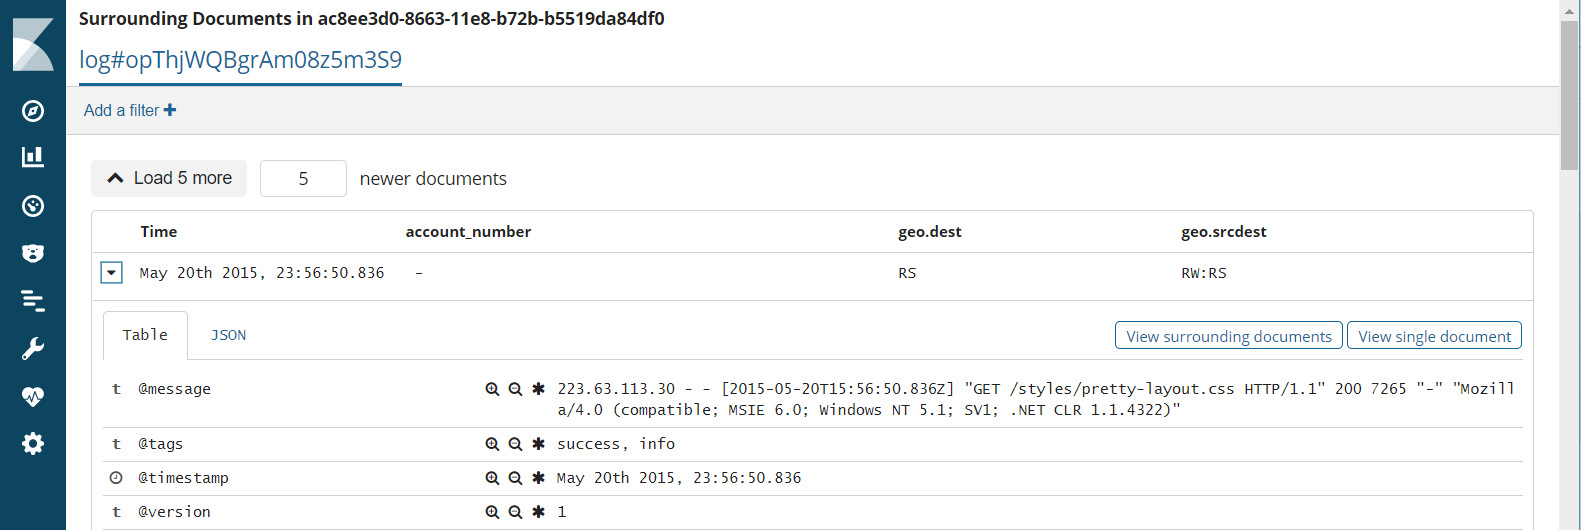 Surrounding Documents in ac8ee3d0-8663-11e8-b72b-b5519da84df0
log#opThjWQBgrAm08z5m3S9
Add a filter +
Load 5 more 5 newer documents
Time account_number geo.dest geo.srcdest
May 20th 2015, 23:56:50.836 - RS RW:RS
Table JSON View surrounding documents View single document
t @message 223.63.113.30 - - [2015-05-20T15:56:50.836Z] "GET /styles/pretty-layout.css HTTP/1.1" 200 7265 "-" "Mozill
a/4.0 (compatible; MSIE 6.0; Windows NT 5.1; SV1; .NET CLR 1.1.4322)"
t @tags success, info
@timestamp May 20th 2015, 23:56:50.836
t @version 1